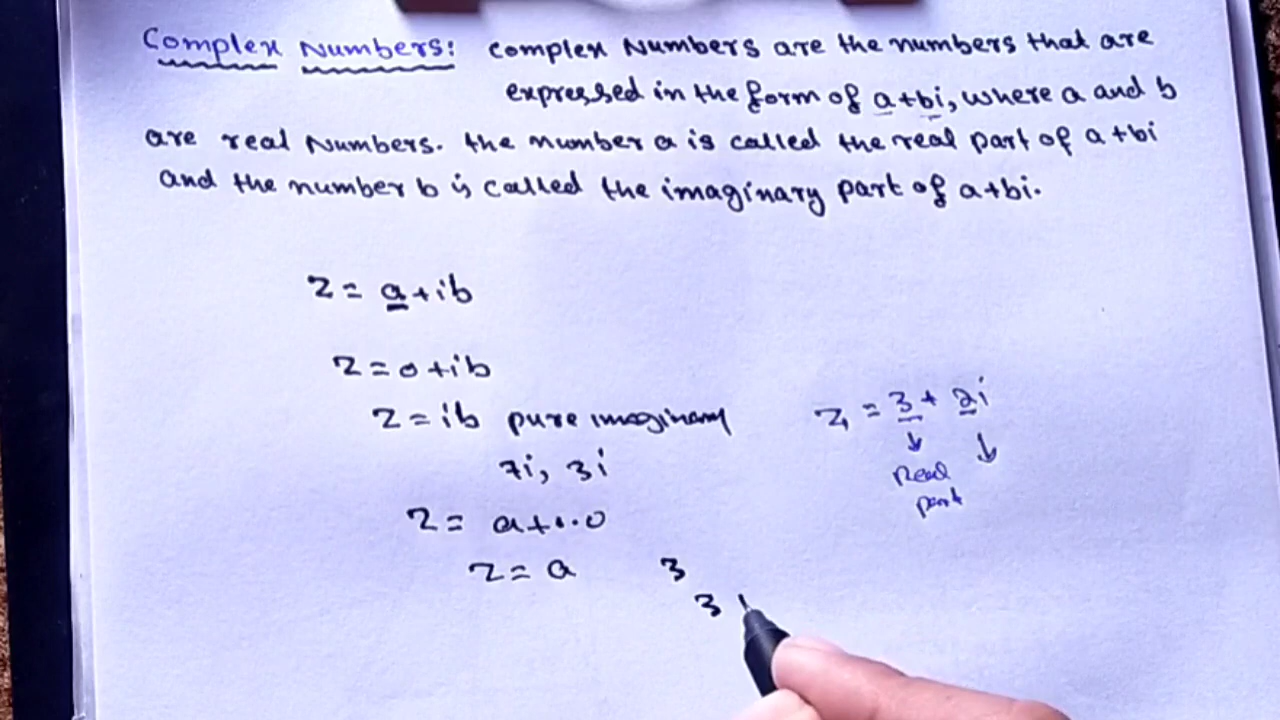 Complex Numbers: Complex Numbers are the numbers that are
expressed in the form of a+bi, where a and b
are real Numbers. the number a is called the real part of a+bi
and the number b is called the imaginary part of a+bi.
z = a+ib
z = 0+ib
z = ib pure imaginary
7i, 3i
z = a+i.0
z = a 3
3
z₁ = 3 + 2i
↓ ↓
Real
part